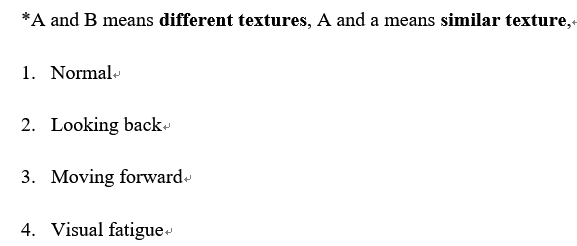 *A and B means different textures, A and a means similar texture,
1. Normal
2. Looking back
3. Moving forward
4. Visual fatigue